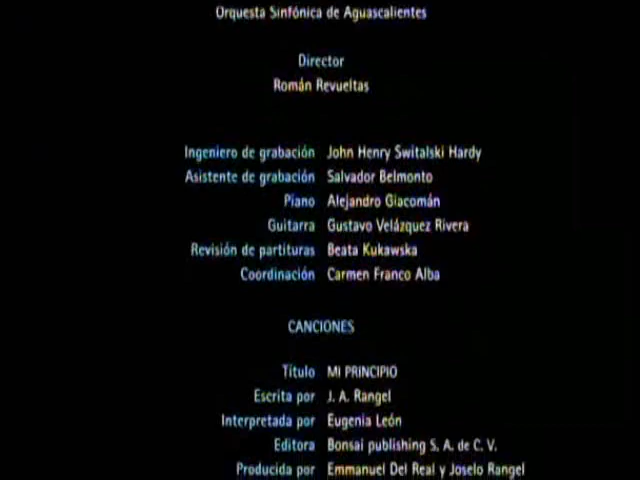 Orquesta Sinfónica de Aguascalientes
Director
Román Revueltas
Ingeniero de grabación John Henry Switalski Hardy
Asistente de grabación Salvador Belmonto
Piano Alejandro Giacomán
Guitarra Gustavo Velázquez Rivera
Revisión de partituras Beata Kukawska
Coordinación Carmen Franco Alba
CANCIONES
Título MI PRINCIPIO
Escrita por J. A. Rangel
Interpretada por Eugenia León
Editora Bonsai publishing S. A. de C. V.
Producida por Emmanuel Del Real y Joselo Rangel